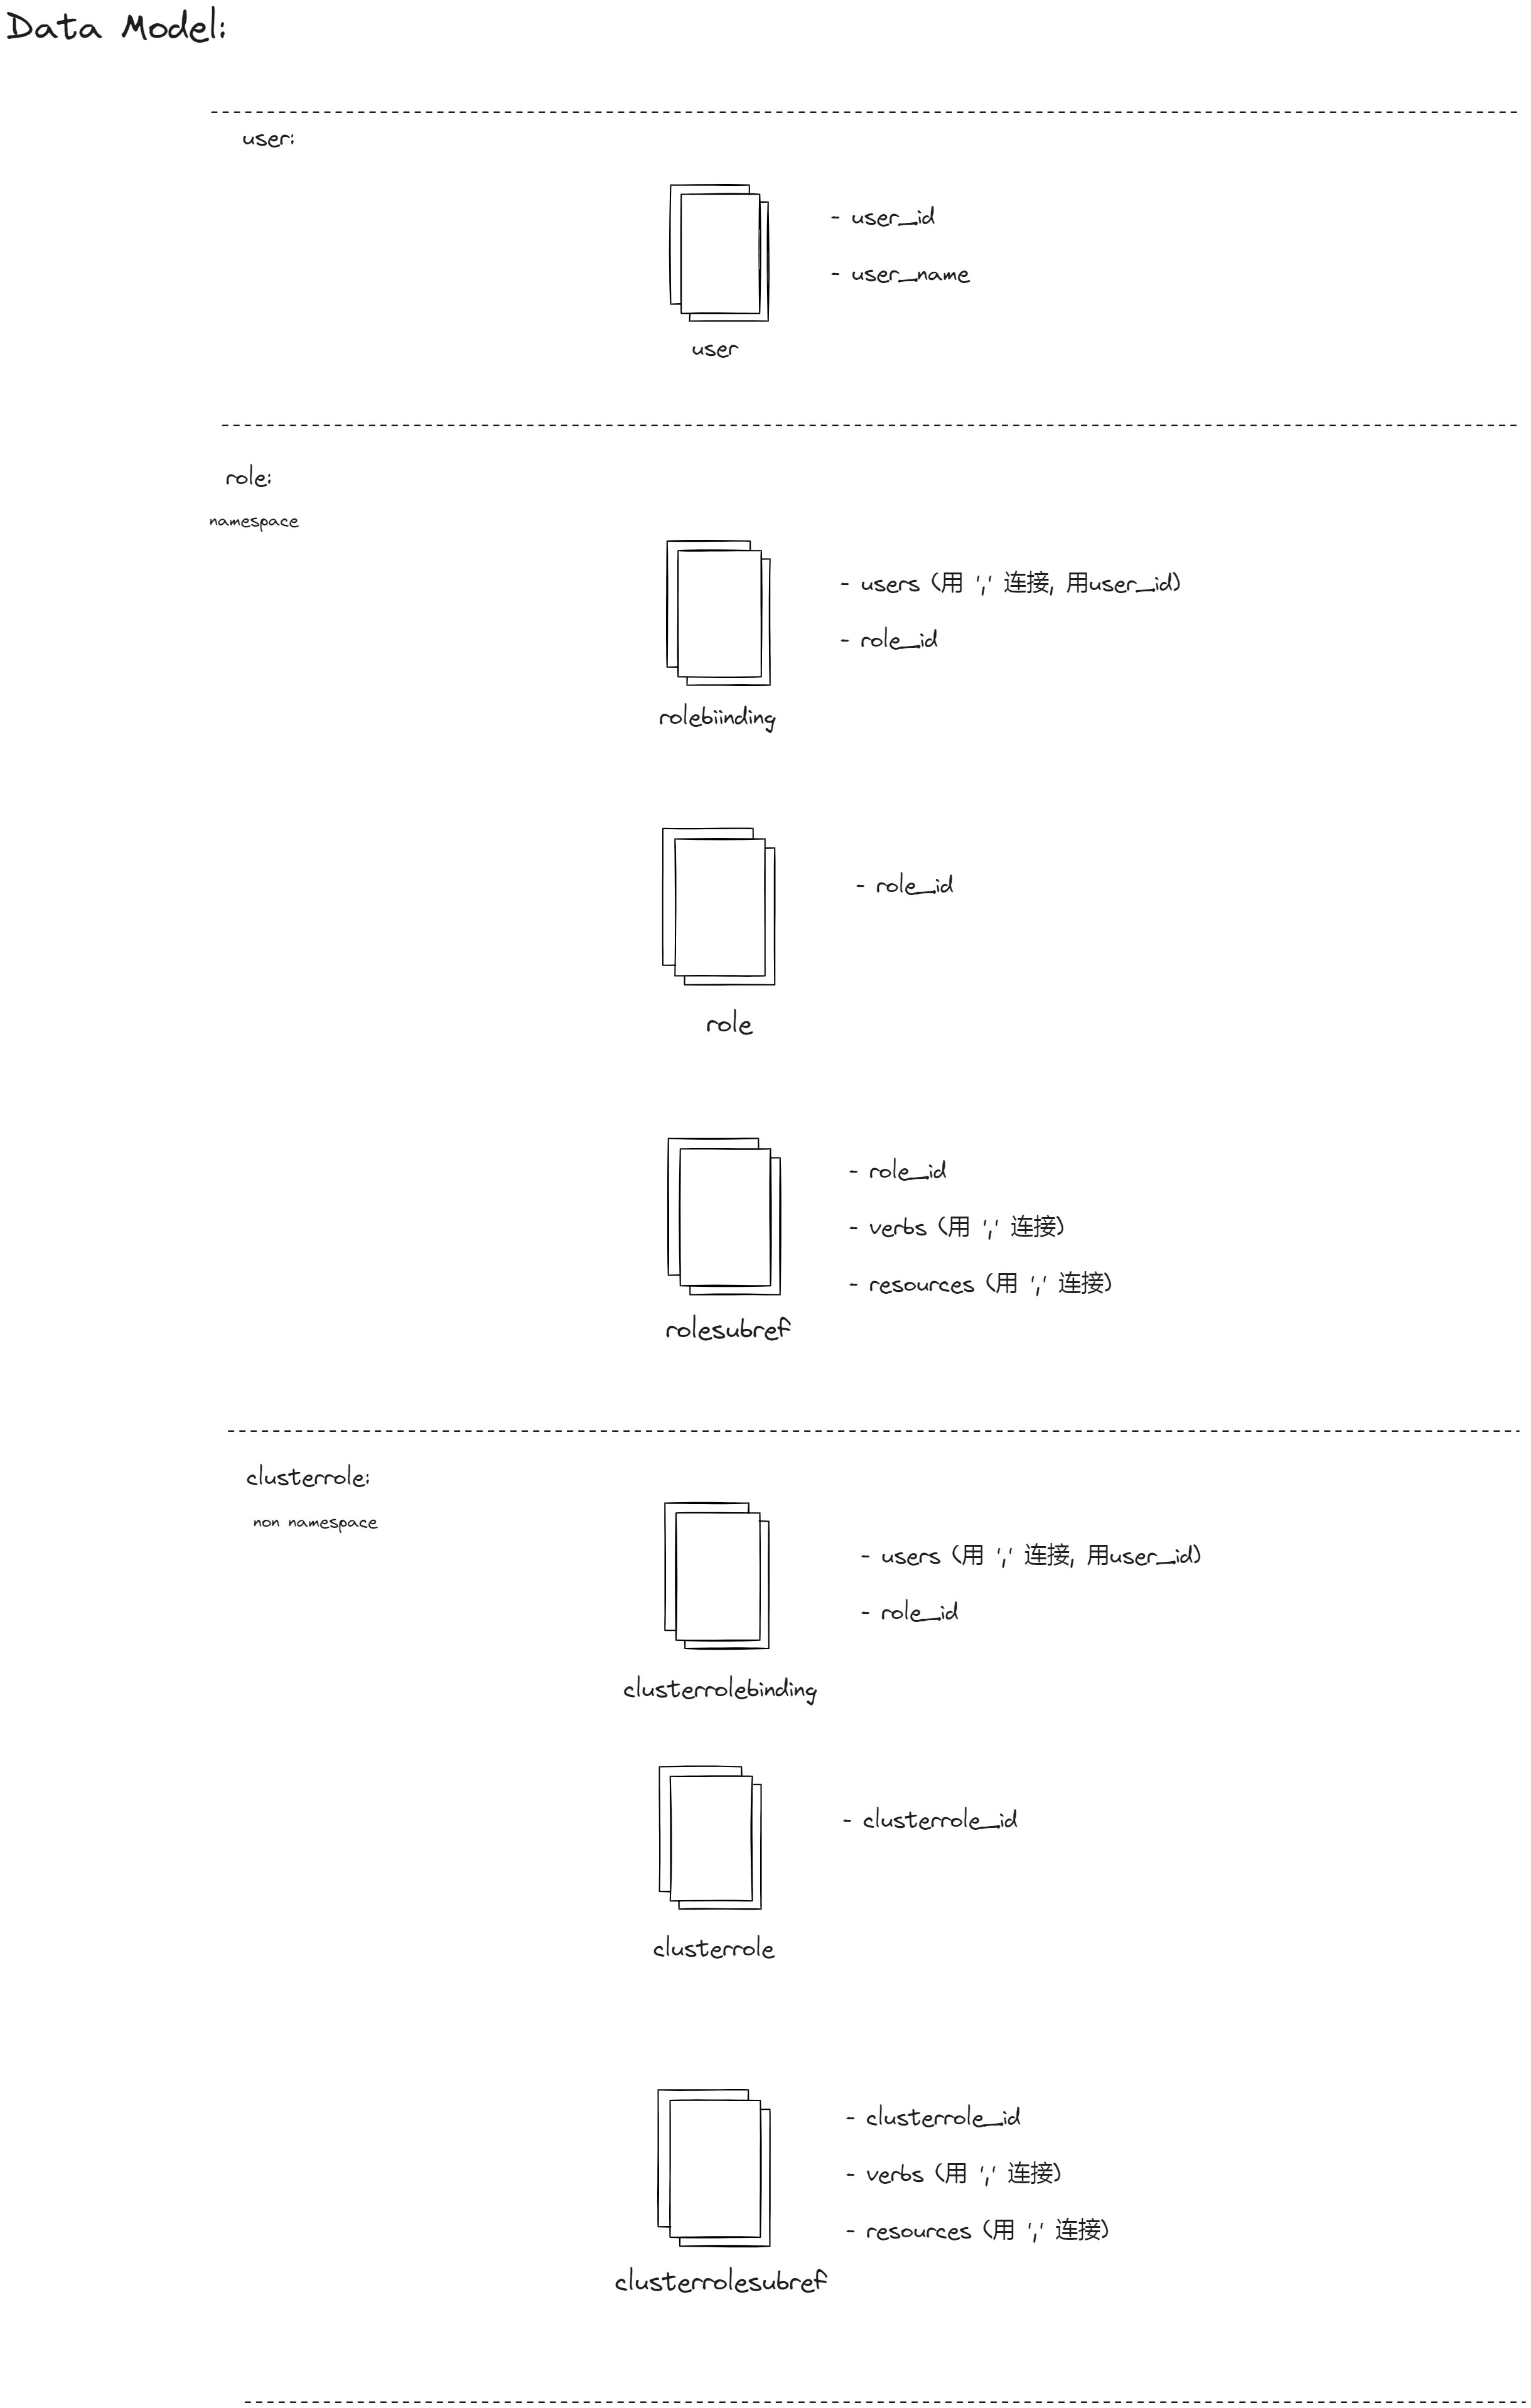 Data Model:
user:
- user_id
- user_name
user
role:
namespace
- users (用 ',' 连接, 用user_id)
- role_id
rolebiinding
- role_id
role
- role_id
- verbs (用 ',' 连接)
- resources (用 ',' 连接)
rolesubref
clusterrole:
non namespace
- users (用 ',' 连接, 用user_id)
- role_id
clusterrolebinding
- clusterrole_id
clusterrole
- clusterrole_id
- verbs (用 ',' 连接)
- resources (用 ',' 连接)
clusterrolesubref